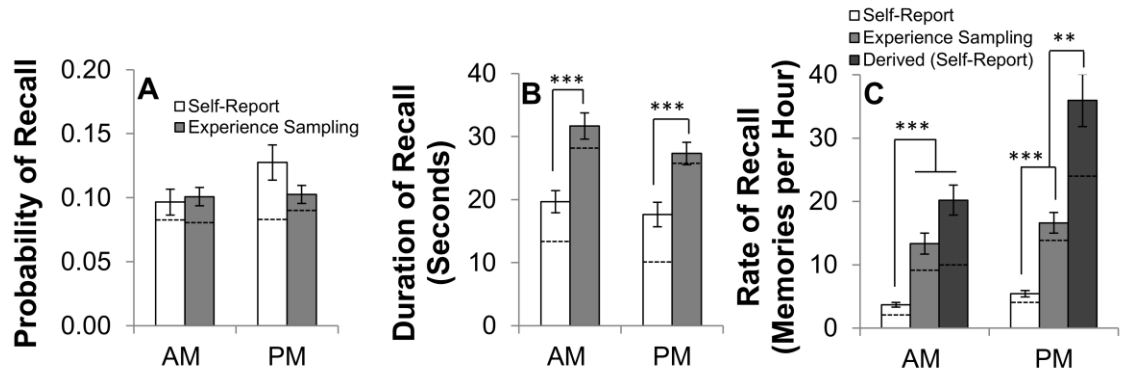 Probability of Recall
0.20
0.15
0.10
0.05
0.00
A
Self-Report
Experience Sampling
AM
PM
Duration of Recall
(Seconds)
40
30
20
10
0
B
***
***
AM
PM
Self-Report
Experience Sampling
Derived (Self-Report)
Rate of Recall
(Memories per Hour)
40
30
20
10
0
C
***
***
**
AM
PM